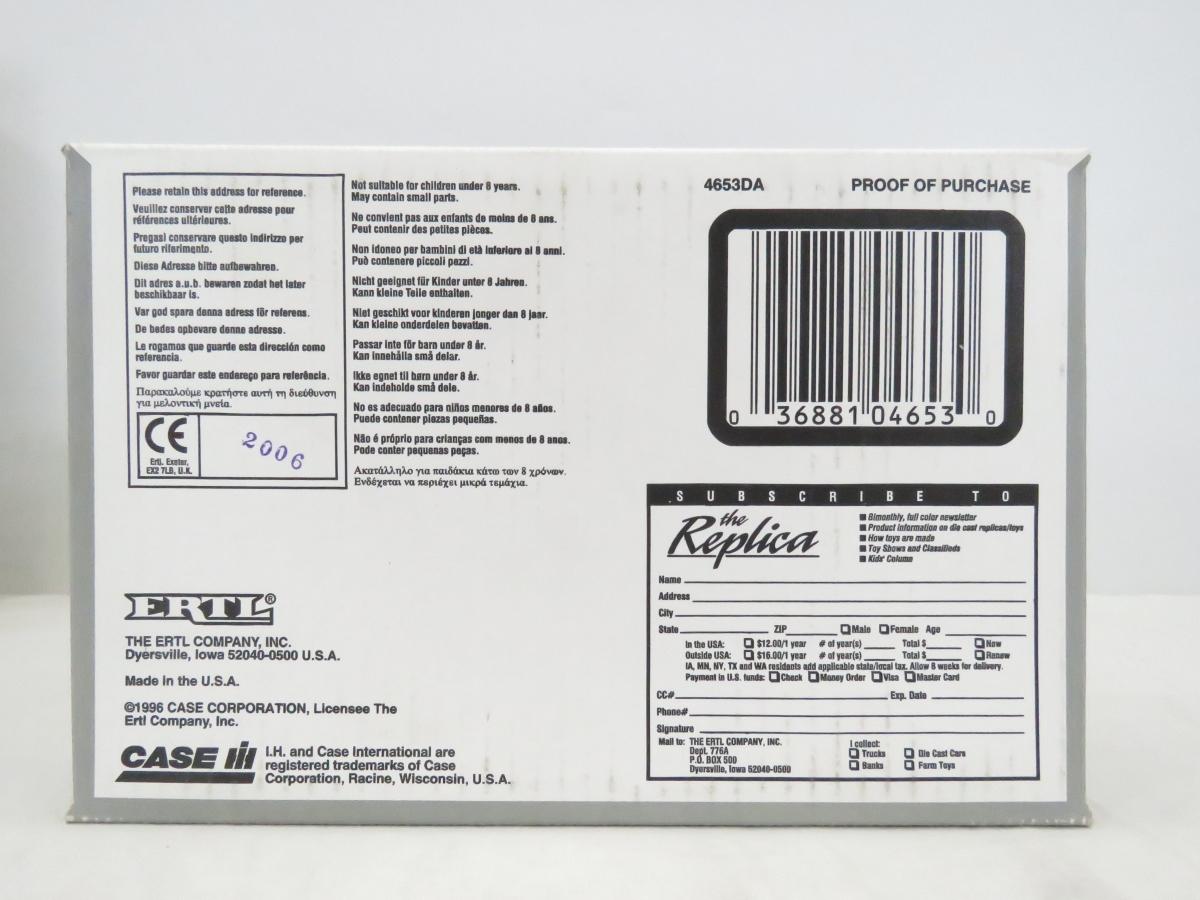 Please retain this address for reference.
Veuillez conserver cette adresse pour
références ultérieures.
Pregasi conservare questo indirizzo per
futuro riferimento.
Diese Adresse bitte aufbewahren.
Dit adres a.u.b. bewaren zodat het later
beschikbaar is.
Var god spara denna adress för referens.
De bedes opbevare denne adresse.
Le rogamos que guarde esta dirección como
referencia.
Favor guardar este endereço para referência.
Παρακαλούμε κρατήστε αυτή τη διεύθυνση
για μελοντική μνεία.
CE
Ertl, Exeter,
EX2 7LB, U.K.
2006
Not suitable for children under 8 years.
May contain small parts.
Ne convient pas aux enfants de moins de 8 ans.
Peut contenir des petites pièces.
Non idoneo per bambini di età inferiore ai 8 anni.
Può contenere piccoli pezzi.
Nicht geeignet für Kinder unter 8 Jahren.
Kann kleine Teile enthalten.
Niet geschikt voor kinderen jonger dan 8 jaar.
Kan kleine onderdelen bevatten.
Passar inte för barn under 8 år.
Kan innehålla små delar.
Ikke egnet til børn under 8 år.
Kan indeholde små dele.
No es adecuado para niños menores de 8 años.
Puede contener piezas pequeñas.
Não é próprio para crianças com menos de 8 anos.
Pode conter pequenas peças.
Ακατάλληλο για παιδάκια κάτω των 8 χρόνων.
Ενδέχεται να περιέχει μικρά τεμάχια.
ERTL®
THE ERTL COMPANY, INC.
Dyersville, Iowa 52040-0500 U.S.A.
Made in the U.S.A.
©1996 CASE CORPORATION, Licensee The
Ertl Company, Inc.
CASE IH
I.H. and Case International are
registered trademarks of Case
Corporation, Racine, Wisconsin, U.S.A.
4653DA PROOF OF PURCHASE
0 36881 04653 0
SUBSCRIBE TO
the
Replica
Bimonthly, full color newsletter
Product information on die cast replicas/toys
How toys are made
Toy Shows and Classifieds
Kids' Column
Name
Address
City
State ZIP Male Female Age
In the USA: $12.00/1 year # of year(s) Total $ New
Outside USA: $16.00/1 year # of year(s) Total $ Renew
IA, MN, NY, TX and WA residents add applicable state/local tax. Allow 8 weeks for delivery.
Payment in U.S. funds: Check Money Order Visa Master Card
CC# Exp. Date
Phone#
Signature
Mail to: THE ERTL COMPANY, INC.
Dept. 776A
P.O. BOX 500
Dyersville, Iowa 52040-0500
I collect:
Trucks Die Cast Cars
Banks Farm Toys